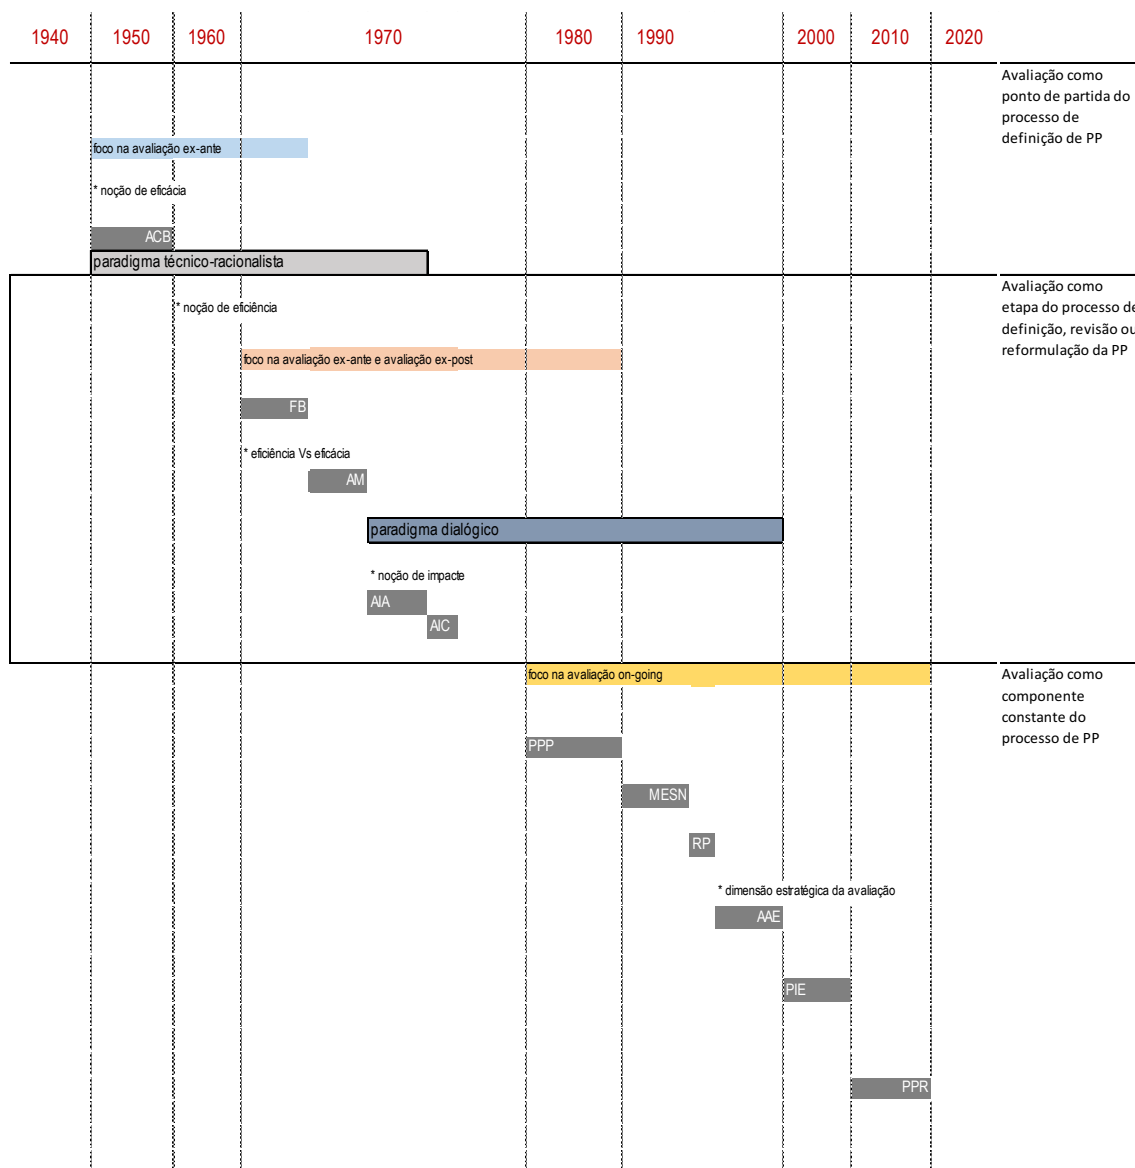 1940 1950 1960 1970 1980 1990 2000 2010 2020
Avaliação como
ponto de partida do
processo de
definição de PP
foco na avaliação ex-ante
* noção de eficácia
ACB
paradigma técnico-racionalista
Avaliação como
etapa do processo de
definição, revisão ou
reformulação da PP
* noção de eficiência
foco na avaliação ex-ante e avaliação ex-post
FB
* eficiência Vs eficácia
AM
paradigma dialógico
* noção de impacte
AIA
AIC
foco na avaliação on-going
Avaliação como
componente
constante do
processo de PP
PPP
MESN
RP
* dimensão estratégica da avaliação
AAE
PIE
PPR